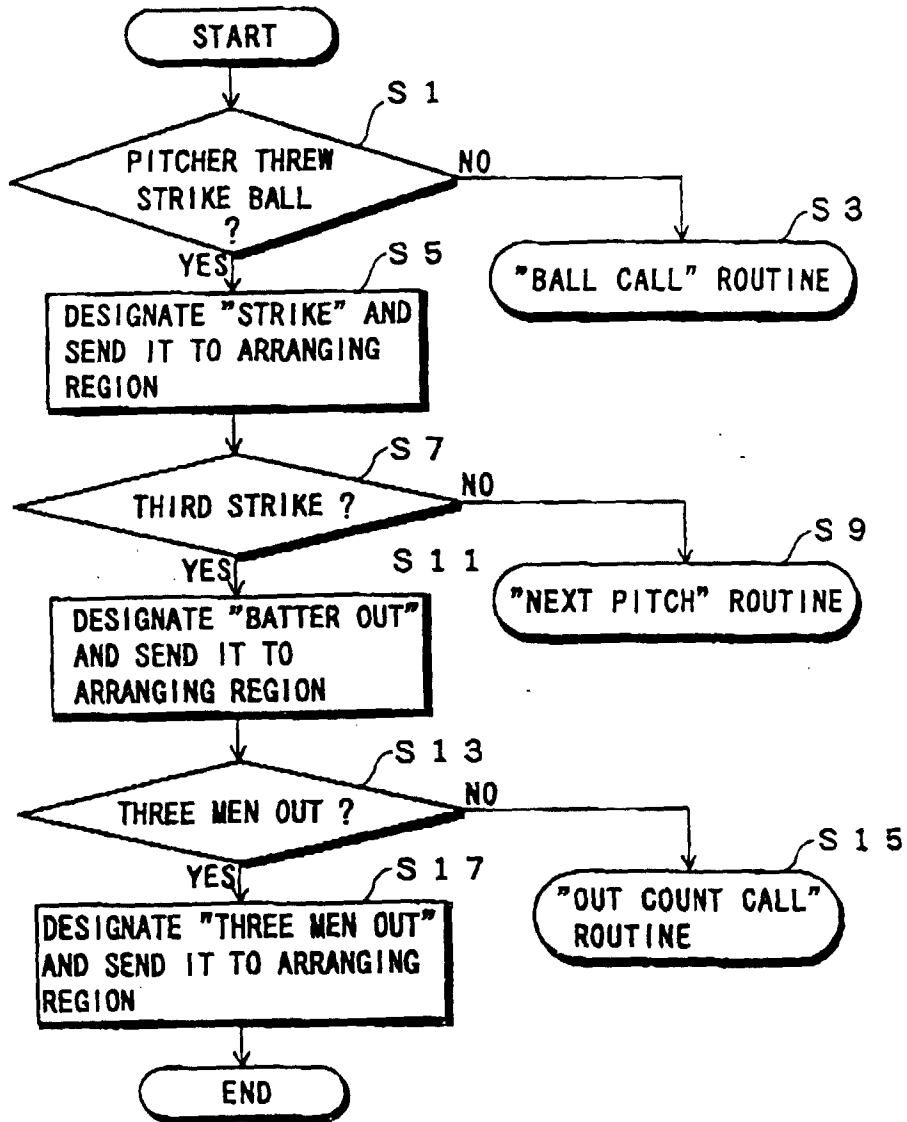 START
S 1
PITCHER THREW
STRIKE BALL
?
NO
YES
S 3
"BALL CALL" ROUTINE
S 5
DESIGNATE "STRIKE" AND
SEND IT TO ARRANGING
REGION
S 7
THIRD STRIKE ?
NO
YES
S 9
"NEXT PITCH" ROUTINE
S 1 1
DESIGNATE "BATTER OUT"
AND SEND IT TO
ARRANGING REGION
S 1 3
THREE MEN OUT ?
NO
YES
S 1 5
"OUT COUNT CALL"
ROUTINE
S 1 7
DESIGNATE "THREE MEN OUT"
AND SEND IT TO ARRANGING
REGION
END